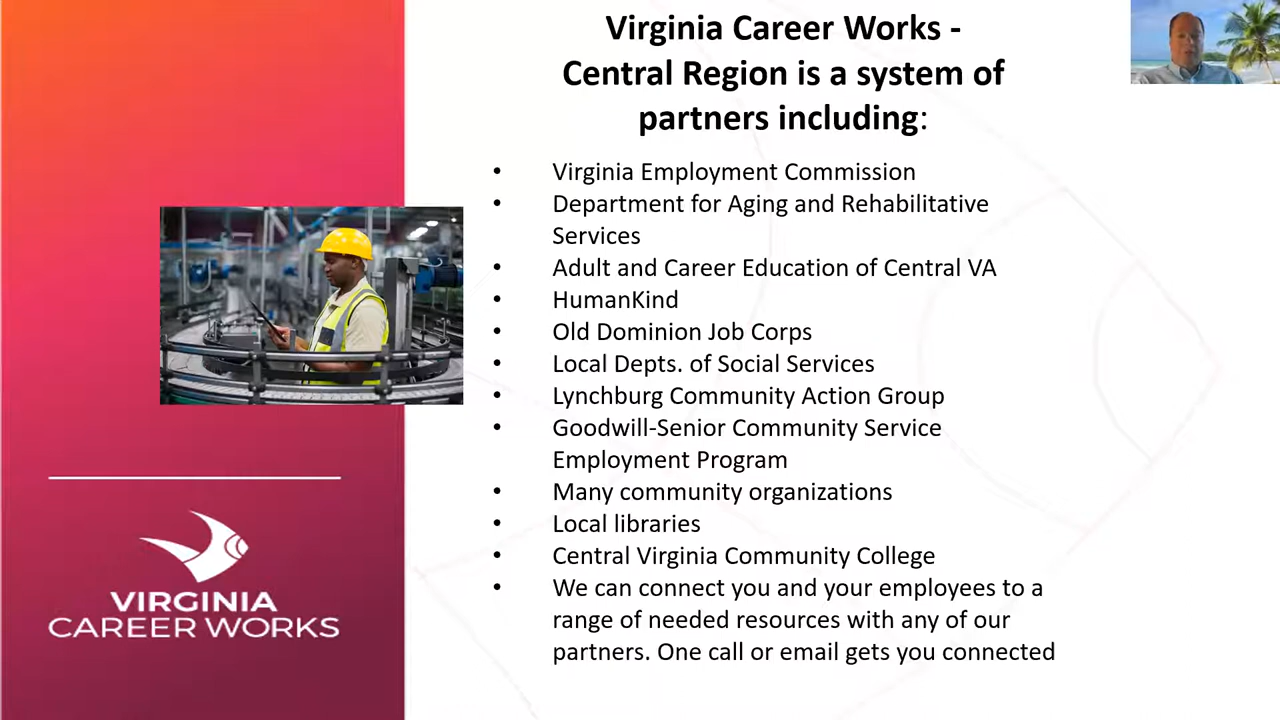 Virginia Career Works -
Central Region is a system of
partners including:
• Virginia Employment Commission
• Department for Aging and Rehabilitative
Services
• Adult and Career Education of Central VA
• HumanKind
• Old Dominion Job Corps
• Local Depts. of Social Services
• Lynchburg Community Action Group
• Goodwill-Senior Community Service
Employment Program
• Many community organizations
• Local libraries
• Central Virginia Community College
• We can connect you and your employees to a
range of needed resources with any of our
partners. One call or email gets you connected
VIRGINIA
CAREER WORKS